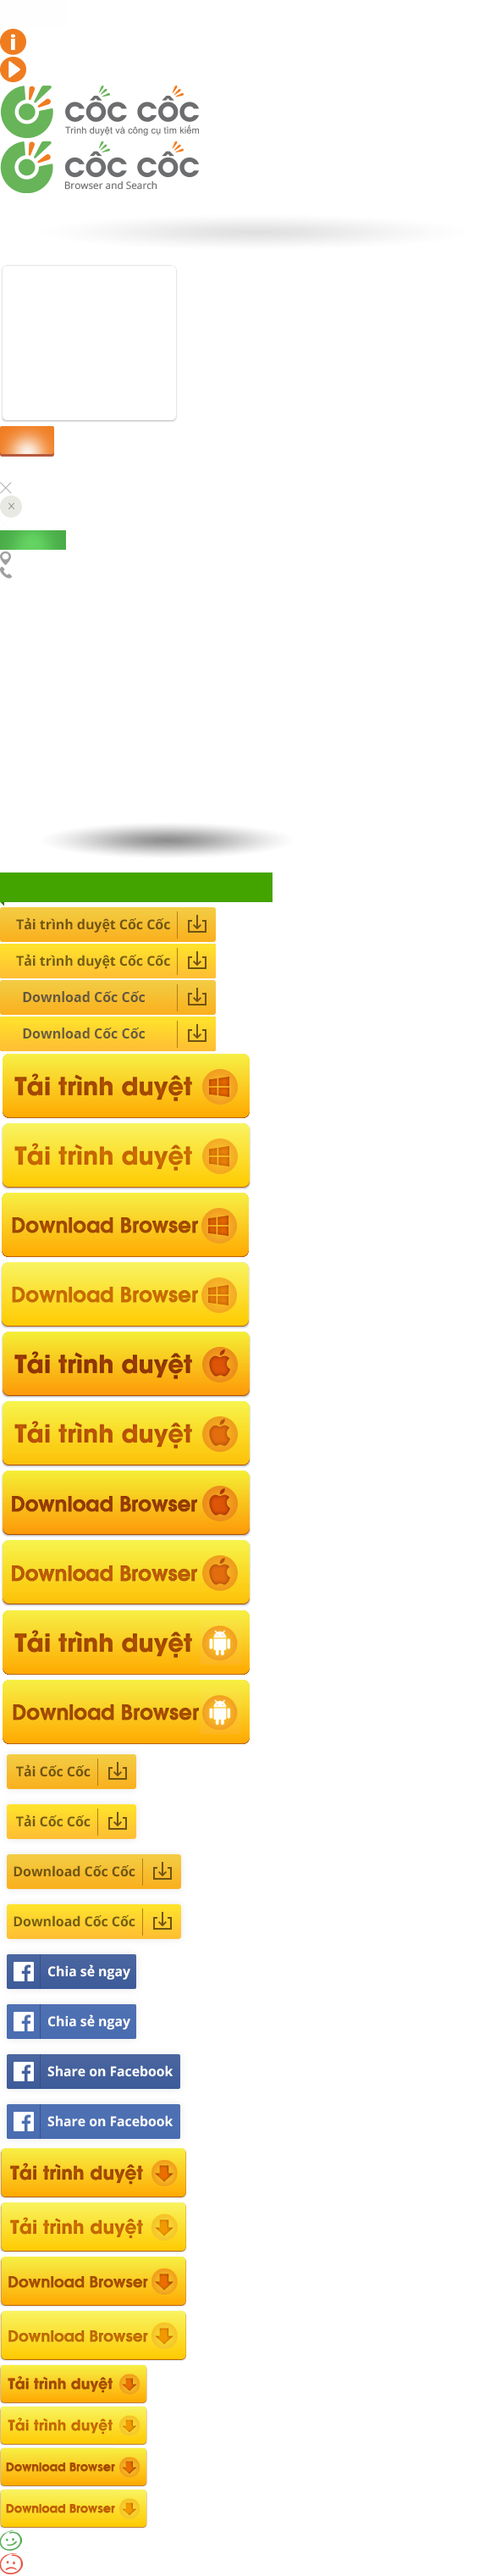 cốc cốc
Trình duyệt và công cụ tìm kiếm
cốc cốc
Browser and Search
Tải trình duyệt Cốc Cốc
Tải trình duyệt Cốc Cốc
Download Cốc Cốc
Download Cốc Cốc
Tải trình duyệt
Tải trình duyệt
Download Browser
Download Browser
Tải trình duyệt
Tải trình duyệt
Download Browser
Download Browser
Tải trình duyệt
Download Browser
Tải Cốc Cốc
Tải Cốc Cốc
Download Cốc Cốc
Download Cốc Cốc
Chia sẻ ngay
Chia sẻ ngay
Share on Facebook
Share on Facebook
Tải trình duyệt
Tải trình duyệt
Download Browser
Download Browser
Tải trình duyệt
Tải trình duyệt
Download Browser
Download Browser